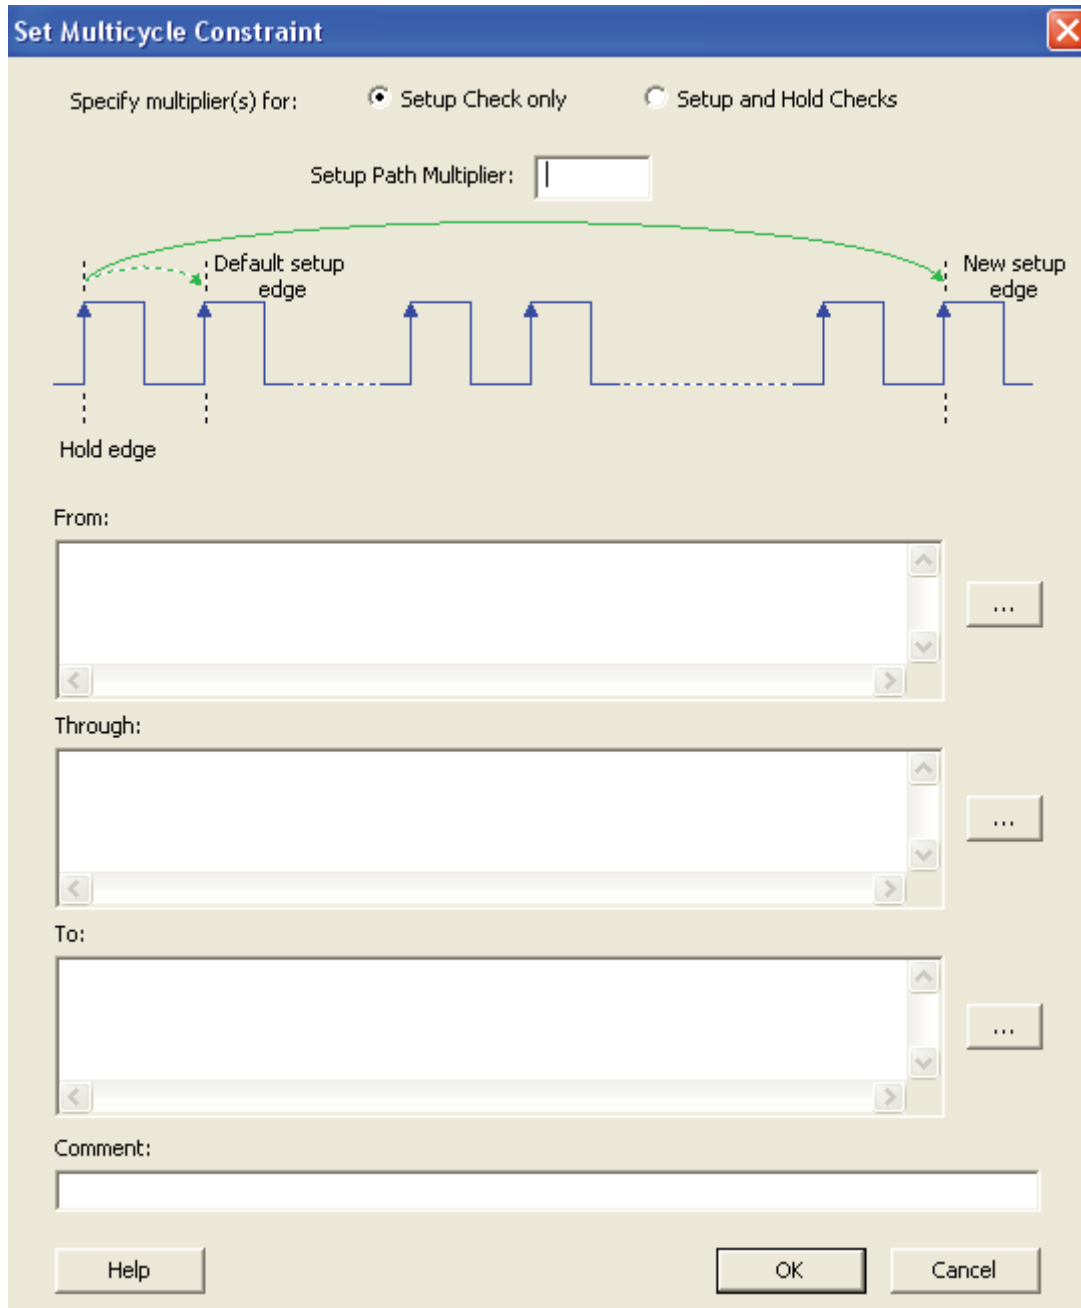 Set Multicycle Constraint
Specify multiplier(s) for:
Setup Check only
Setup and Hold Checks
Setup Path Multiplier:
Default setup
edge
New setup
edge
Hold edge
From:
...
Through:
...
To:
...
Comment:
Help
OK
Cancel